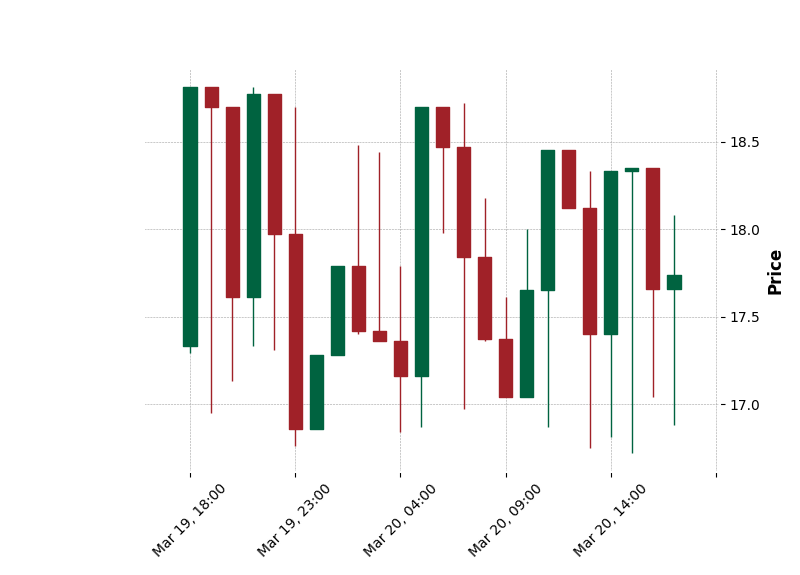 18.5
18.0
17.5
17.0
Price
Mar 19, 18:00
Mar 19, 23:00
Mar 20, 04:00
Mar 20, 09:00
Mar 20, 14:00